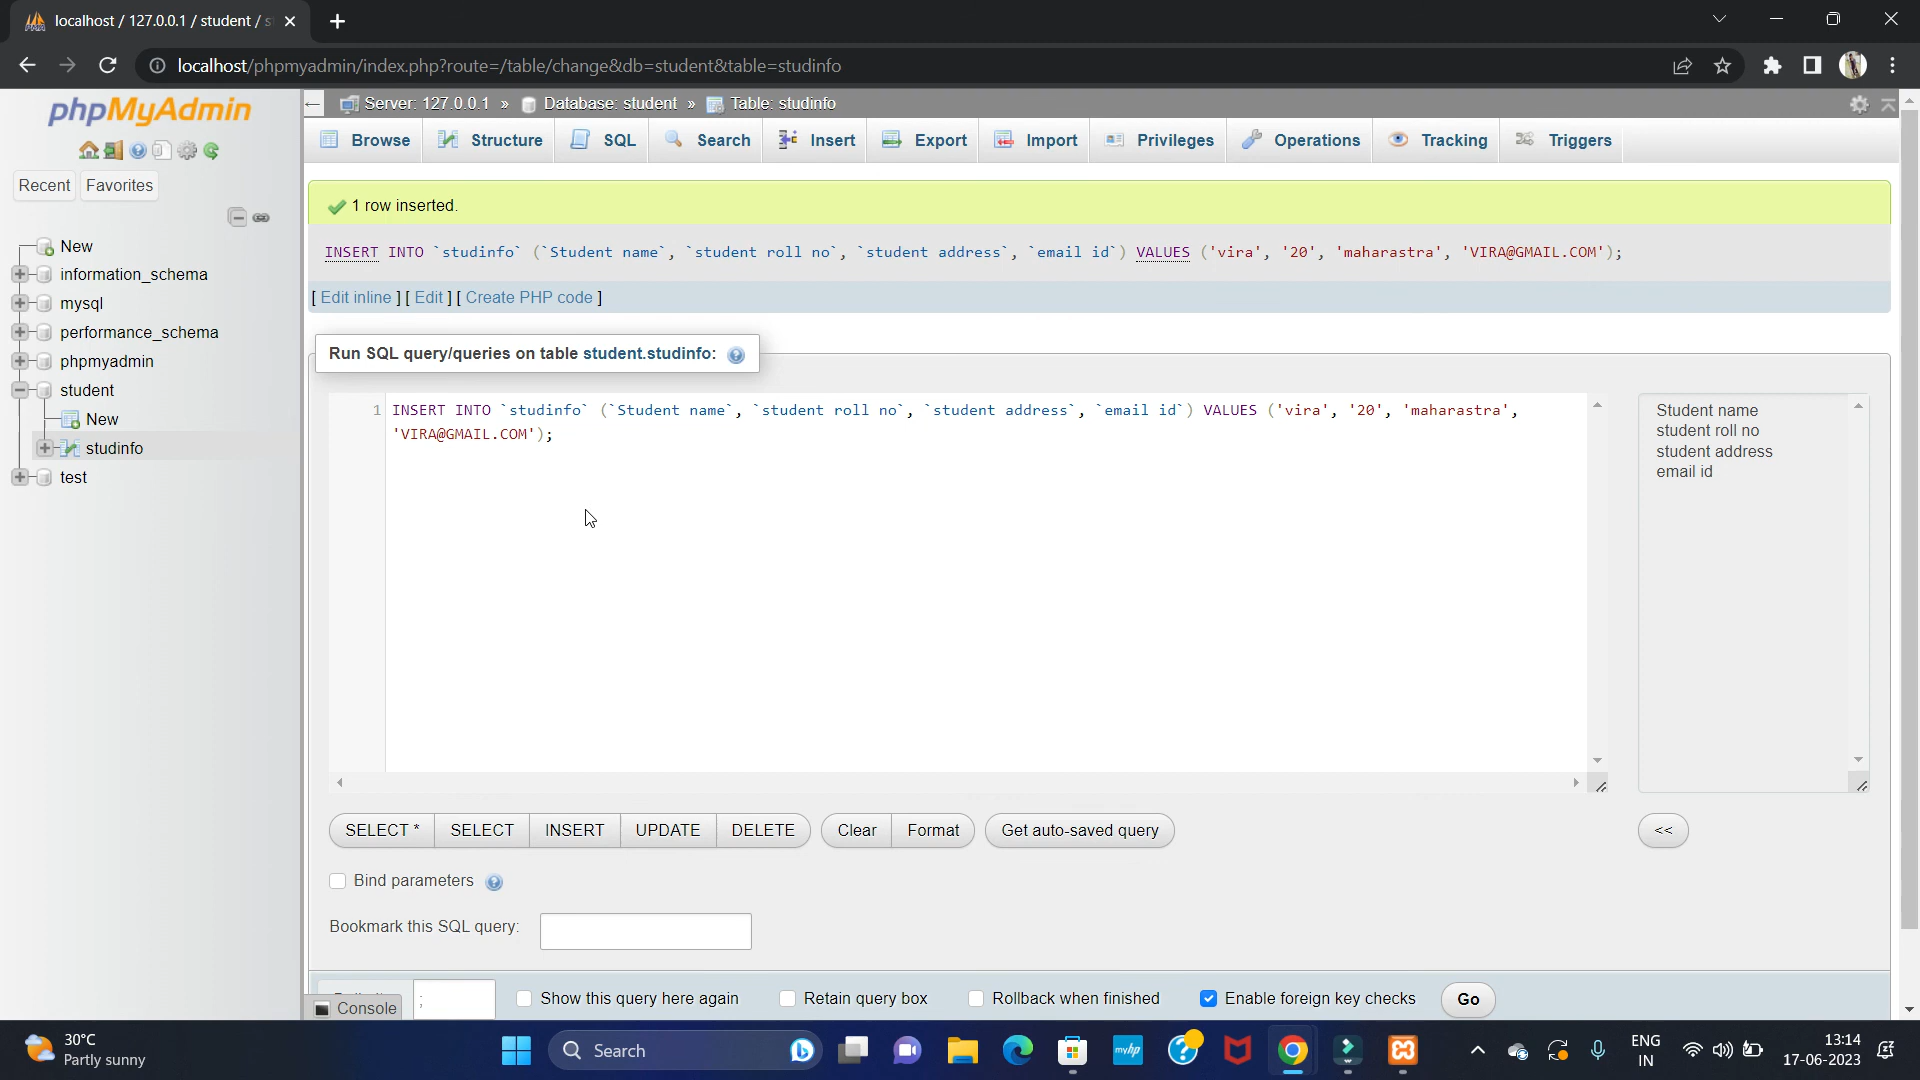 localhost / 127.0.0.1 / student / s
localhost/phpmyadmin/index.php?route=/table/change&db=student&table=studinfo
phpMyAdmin
Recent Favorites
New
information_schema
mysql
performance_schema
phpmyadmin
student
New
studinfo
test
Server: 127.0.0.1 » Database: student » Table: studinfo
Browse Structure SQL Search Insert Export Import Privileges Operations Tracking Triggers
1 row inserted.
INSERT INTO `studinfo` (`Student name`, `student roll no`, `student address`, `email id`) VALUES ('vira', '20', 'maharastra', 'VIRA@GMAIL.COM');
[ Edit inline ] [ Edit ] [ Create PHP code ]
Run SQL query/queries on table student.studinfo:
1 INSERT INTO `studinfo` (`Student name`, `student roll no`, `student address`, `email id`) VALUES ('vira', '20', 'maharastra',
'VIRA@GMAIL.COM');
Student name
student roll no
student address
email id
SELECT * SELECT INSERT UPDATE DELETE Clear Format Get auto-saved query <<
Bind parameters
Bookmark this SQL query:
; Show this query here again Retain query box Rollback when finished Enable foreign key checks Go
Console
30°C
Partly sunny
Search
myhp
ENG
IN
13:14
17-06-2023